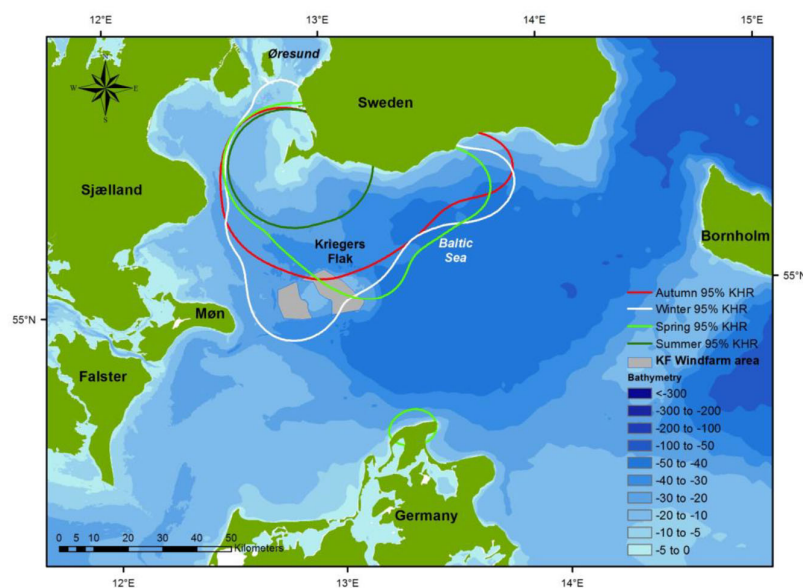 12°E
13°E
14°E
15°E
N
W
E
S
Øresund
Sweden
Sjælland
Bornholm
Kriegers
Flak
Baltic
Sea
55°N
Møn
55°N
Falster
Germany
Autumn 95% KHR
Winter 95% KHR
Spring 95% KHR
Summer 95% KHR
KF Windfarm area
Bathymetry
<-300
-300 to -200
-200 to -100
-100 to -50
-50 to -40
-40 to -30
-30 to -20
-20 to -10
-10 to -5
-5 to 0
0 5 10 20 30 40 50
Kilometers
12°E
13°E
14°E